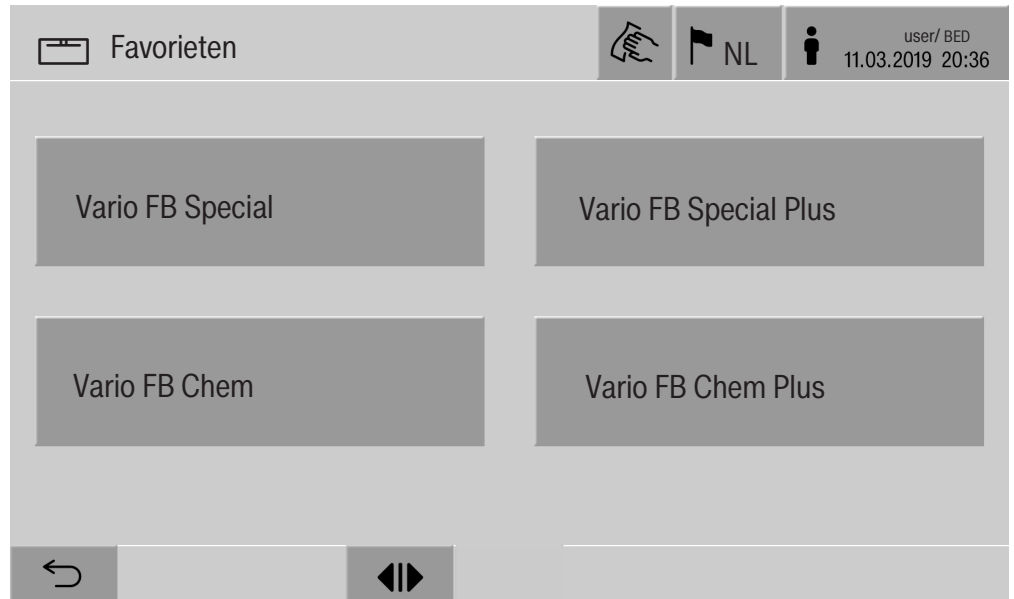 Favorieten
NL
user/ BED
11.03.2019 20:36
Vario FB Special
Vario FB Special Plus
Vario FB Chem
Vario FB Chem Plus